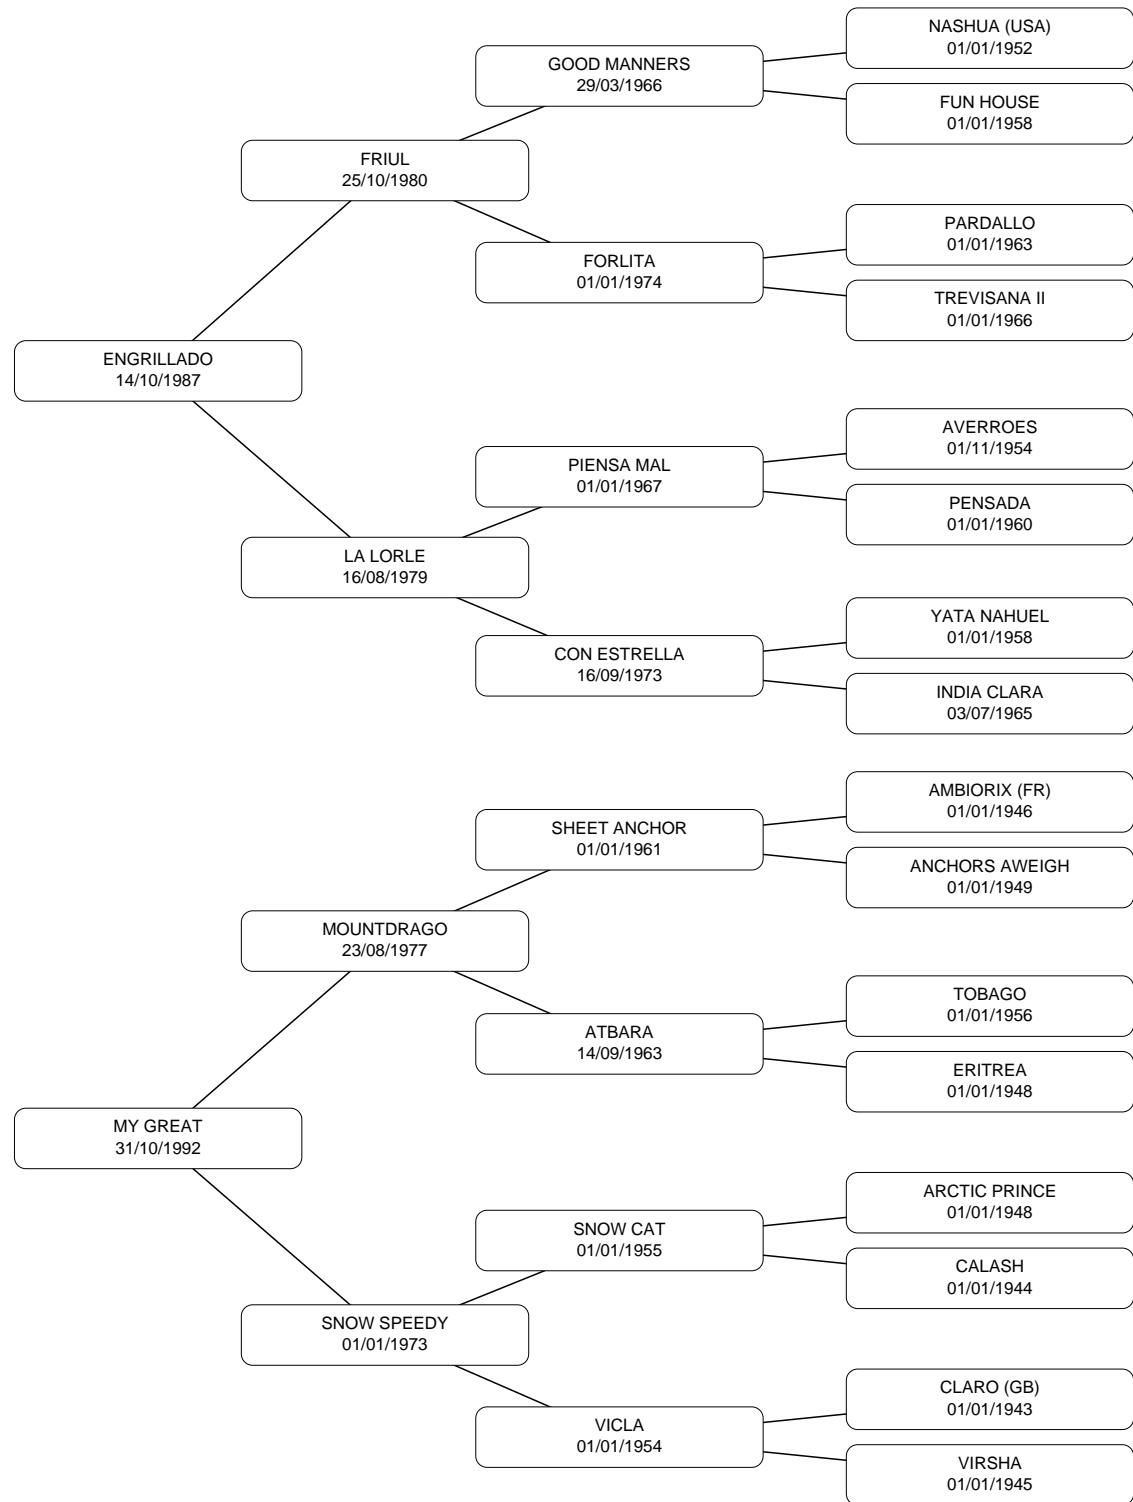 NASHUA (USA)
01/01/1952
GOOD MANNERS
29/03/1966
FUN HOUSE
01/01/1958
FRIUL
25/10/1980
PARDALLO
01/01/1963
FORLITA
01/01/1974
TREVISANA II
01/01/1966
ENGRILLADO
14/10/1987
AVERROES
01/11/1954
PIENSA MAL
01/01/1967
PENSADA
01/01/1960
LA LORLE
16/08/1979
YATA NAHUEL
01/01/1958
CON ESTRELLA
16/09/1973
INDIA CLARA
03/07/1965
AMBIORIX (FR)
01/01/1946
SHEET ANCHOR
01/01/1961
ANCHORS AWEIGH
01/01/1949
MOUNTDRAGO
23/08/1977
TOBAGO
01/01/1956
ATBARA
14/09/1963
ERITREA
01/01/1948
MY GREAT
31/10/1992
ARCTIC PRINCE
01/01/1948
SNOW CAT
01/01/1955
CALASH
01/01/1944
SNOW SPEEDY
01/01/1973
CLARO (GB)
01/01/1943
VICLA
01/01/1954
VIRSHA
01/01/1945